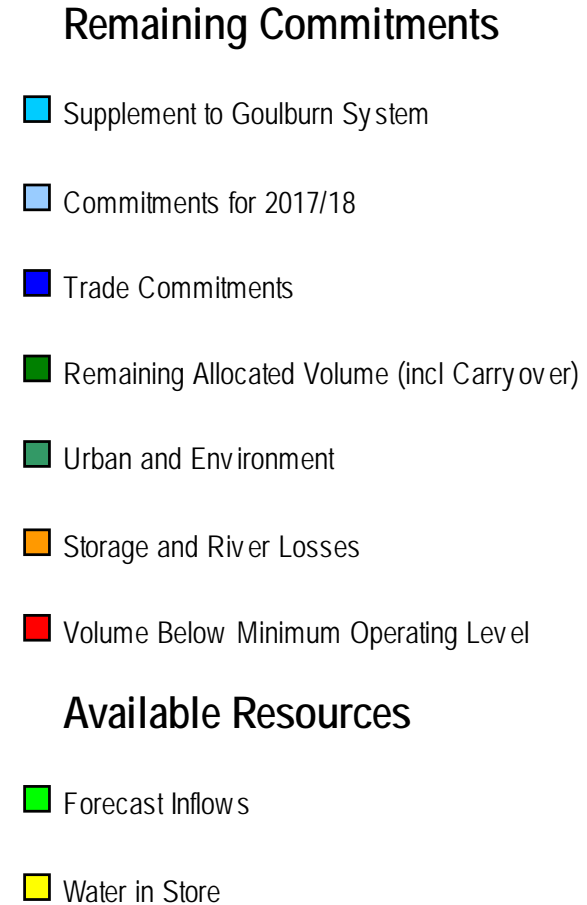 Remaining Commitments
Supplement to Goulburn System
Commitments for 2017/18
Trade Commitments
Remaining Allocated Volume (incl Carryover)
Urban and Environment
Storage and River Losses
Volume Below Minimum Operating Level
Available Resources
Forecast Inflows
Water in Store